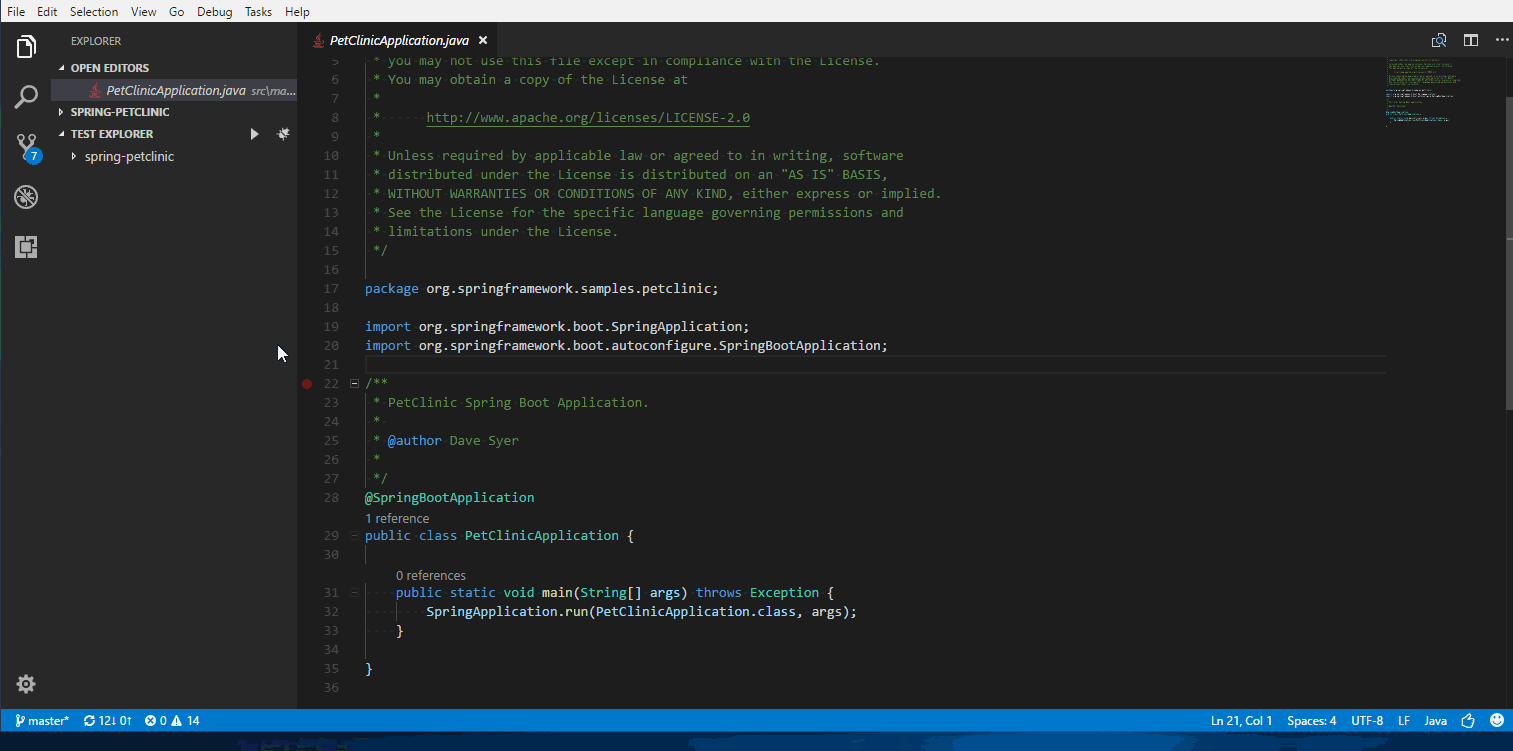 File Edit Selection View Go Debug Tasks Help
EXPLORER
OPEN EDITORS
PetClinicApplication.java src\ma...
SPRING-PETCLINIC
TEST EXPLORER
spring-petclinic
7
PetClinicApplication.java
5 * you may not use this file except in compliance with the License.
6 * You may obtain a copy of the License at
7 *
8 * http://www.apache.org/licenses/LICENSE-2.0
9 *
10 * Unless required by applicable law or agreed to in writing, software
11 * distributed under the License is distributed on an "AS IS" BASIS,
12 * WITHOUT WARRANTIES OR CONDITIONS OF ANY KIND, either express or implied.
13 * See the License for the specific language governing permissions and
14 * limitations under the License.
15 */
16
17 package org.springframework.samples.petclinic;
18
19 import org.springframework.boot.SpringApplication;
20 import org.springframework.boot.autoconfigure.SpringBootApplication;
21
22 /**
23 * PetClinic Spring Boot Application.
24 *
25 * @author Dave Syer
26 *
27 */
28 @SpringBootApplication
1 reference
29 public class PetClinicApplication {
30
0 references
31 public static void main(String[] args) throws Exception {
32 SpringApplication.run(PetClinicApplication.class, args);
33 }
34
35 }
36
master* 12↓ 0↑ 0 14 Ln 21, Col 1 Spaces: 4 UTF-8 LF Java